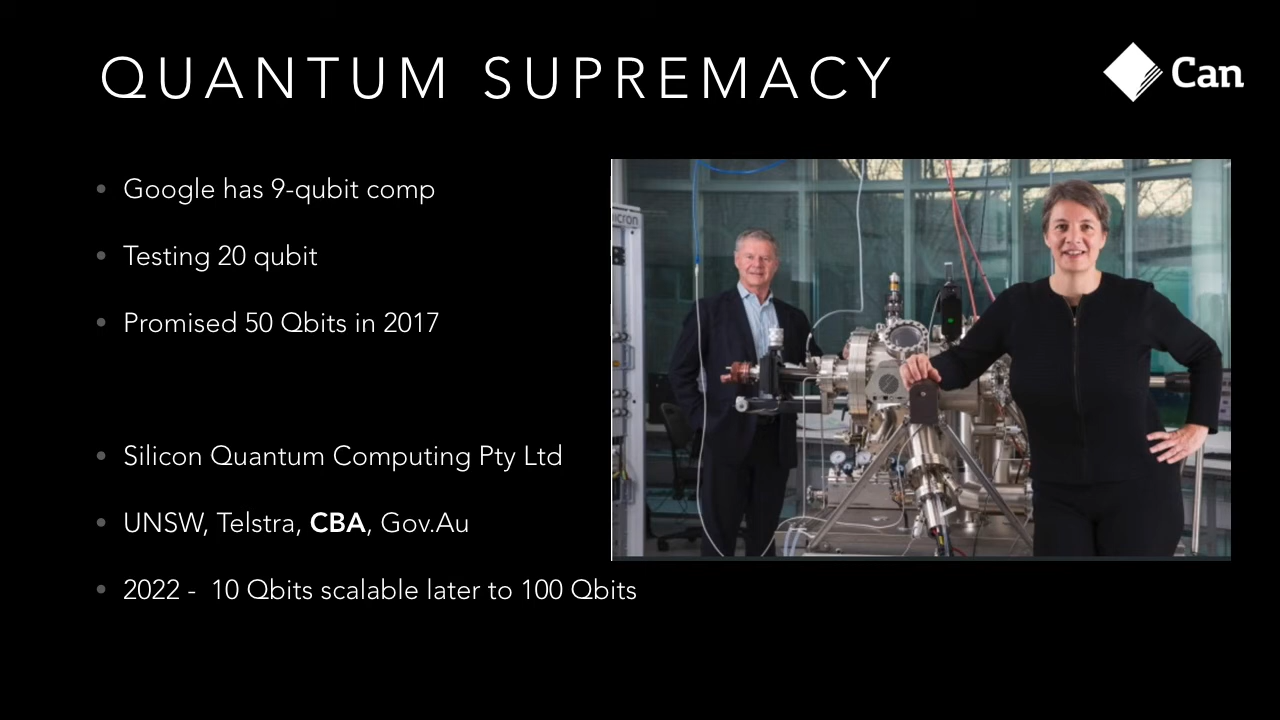 QUANTUM SUPREMACY
Can
Google has 9-qubit comp
Testing 20 qubit
Promised 50 Qbits in 2017
Silicon Quantum Computing Pty Ltd
UNSW, Telstra, CBA, Gov.Au
2022 - 10 Qbits scalable later to 100 Qbits